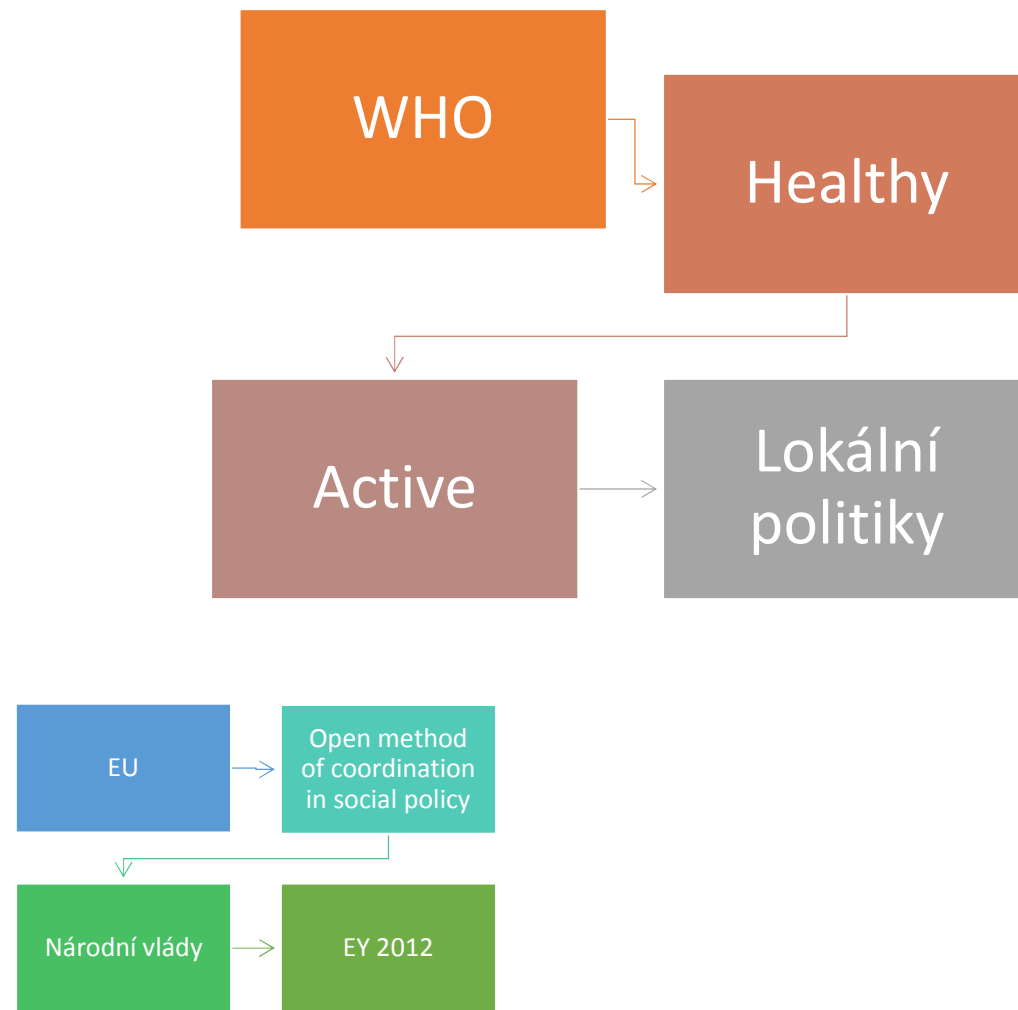 WHO
Healthy
Active
Lokální
politiky
EU
Open method
of coordination
in social policy
Národní vlády
EY 2012